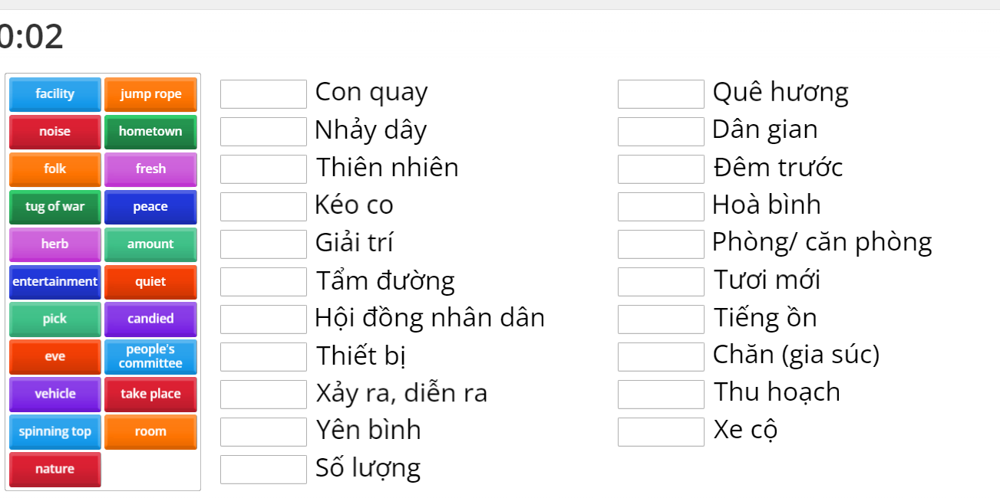 0:02
facility
jump rope
noise
hometown
folk
fresh
tug of war
peace
herb
amount
entertainment
quiet
pick
candied
eve
people's
committee
vehicle
take place
spinning top
room
nature
Con quay
Nhảy dây
Thiên nhiên
Kéo co
Giải trí
Tẩm đường
Hội đồng nhân dân
Thiết bị
Xảy ra, diễn ra
Yên bình
Số lượng
Quê hương
Dân gian
Đêm trước
Hoà bình
Phòng/ căn phòng
Tươi mới
Tiếng ồn
Chăn (gia súc)
Thu hoạch
Xe cộ